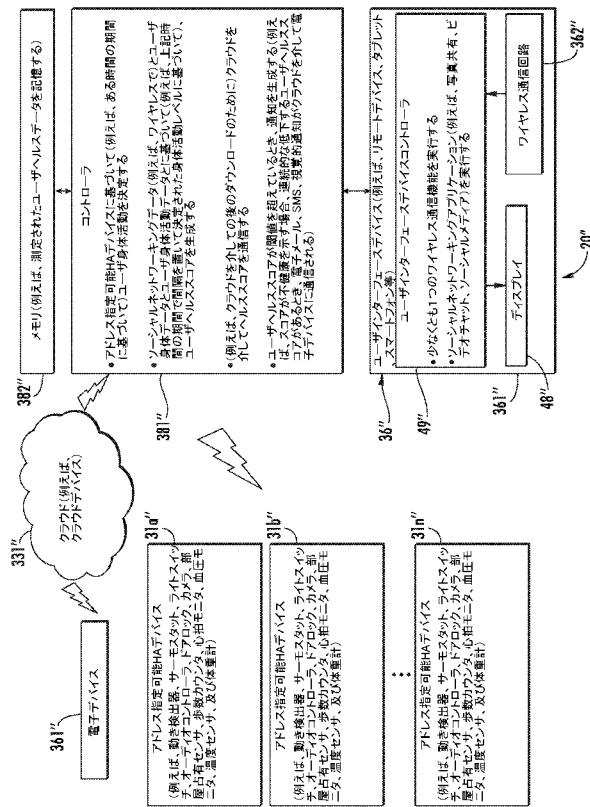 メモリ(例えば、測定されたユーザヘルスデータを記憶する)
382"
コントローラ
•アドレス指定可能HAデバイスに基づいて(例えば、ある時間の期間
に基づいて)ユーザ身体活動を決定する
•ソーシャルネットワーキングデータ(例えば、ワイヤレスで)とユーザ
身体データとユーザ身体活動データとに基づいて(例えば、上記時
間の期間で間隔を置いて決定された身体活動レベルに基づいて)、
ユーザヘルススコアを生成する
•(例えば、クラウドを介しての後のダウンロードのために)クラウドを
介してヘルススコアを通信する
•ユーザヘルススコアが閾値を超えているとき、通知を生成する(例え
ば、スコアが不健康を示す場合、連続的な低下するユーザヘルスス
コアがあるとき、電子メール、SMS、視覚的通知がクラウドを介して電
子デバイスに通信される)
381"
ユーザインターフェースデバイス(例えば、リモートデバイス、タブレット
スマートフォン等)
36"
ユーザインターフェースデバイスコントローラ
•少なくとも1つのワイヤレス通信機能を実行する
•ソーシャルネットワーキングアプリケーション(例えば、写真共有、ビ
デオチャット、ソーシャルメディア)を実行する
49"
ディスプレイ
361"
48"
ワイヤレス通信回路
362"
20"
クラウド(例えば、
クラウドデバイス)
331"
電子デバイス
361"
アドレス指定可能HAデバイス
(例えば、動き検出器、サーモスタット、ライトスイッ
チ、オーディオコントローラ、ドアロック、カメラ、部
屋占有センサ、歩数カウンタ、心拍モニタ、血圧モ
ニタ、温度センサ、及び体重計)
31a"
アドレス指定可能HAデバイス
(例えば、動き検出器、サーモスタット、ライトスイッ
チ、オーディオコントローラ、ドアロック、カメラ、部
屋占有センサ、歩数カウンタ、心拍モニタ、血圧モ
ニタ、温度センサ、及び体重計)
31b"
アドレス指定可能HAデバイス
(例えば、動き検出器、サーモスタット、ライトスイッ
チ、オーディオコントローラ、ドアロック、カメラ、部
屋占有センサ、歩数カウンタ、心拍モニタ、血圧モ
ニタ、温度センサ、及び体重計)
31n"